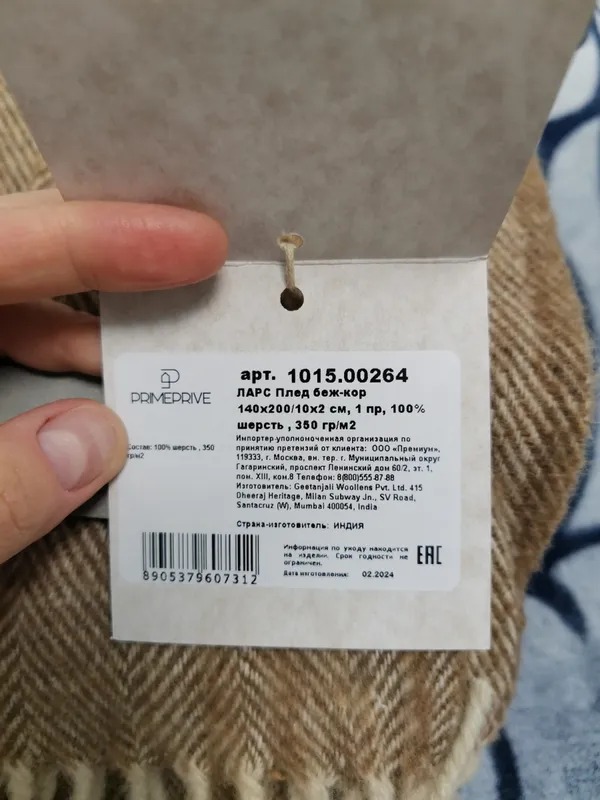 PRIMEPRIVE
арт. 1015.00264
ЛАРС Плед беж-кор
140x200/10x2 см, 1 пр, 100%
шерсть , 350 гр/м2
Состав: 100% шерсть , 350
гр/м2
Импортер-уполномоченная организация по
принятию претензий от клиента: ООО «Премиум»,
119333, г. Москва, вн. тер. г. Муниципальный округ
Гагаринский, проспект Ленинский дом 60/2, эт. 1,
пом. XIII, ком.8 Телефон: 8(800)555-87-88
Изготовитель: Geetanjali Woollens Pvt. Ltd. 415
Dheeraj Heritage, Milan Subway Jn., SV Road,
Santacruz (W), Mumbai 400054, India
Страна-изготовитель: ИНДИЯ
8905379607312
Информация по уходу находится
на изделии. Срок годности не
ограничен.
Дата изготовления: 02.2024
EAC